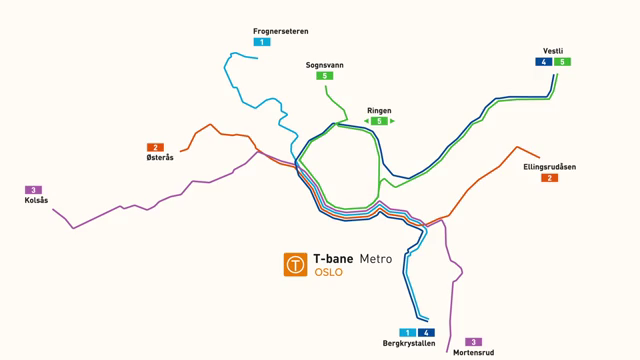 Frognerseteren
1
Sognsvann
5
Vestli
4 5
Ringen
5
2
Østerås
Ellingsrudåsen
2
3
Kolsås
T T-bane Metro
OSLO
1 4
Bergkrystallen
3
Mortensrud